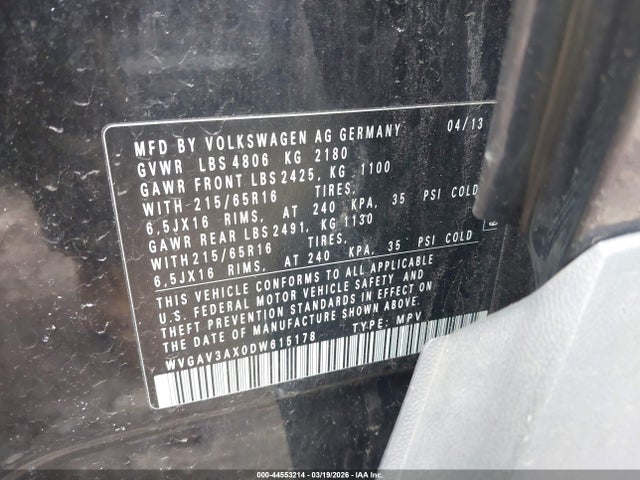 MFD BY VOLKSWAGEN AG GERMANY 04/13
GVWR LBS 4806 KG 2180
GAWR FRONT LBS 2425, KG 1100
WITH-215/65R16 TIRES,
6,5JX16 RIMS, AT 240 KPA, 35 PSI COLD
GAWR REAR LBS 2491, KG 1130
WITH215/65R16 TIRES,
6,5JX16 RIMS, AT 240 KPA, 35 PSI COLD
THIS VEHICLE CONFORMS TO ALL APPLICABLE
U.S. FEDERAL MOTOR VEHICLE SAFETY AND
THEFT PREVENTION STANDARDS IN EFFECT ON
THE DATE OF MANUFACTURE SHOWN ABOVE.
WVGAV3AX0DW615178 TYPE: MPV
000-44553214 - 03/19/2026 - IAA Inc.